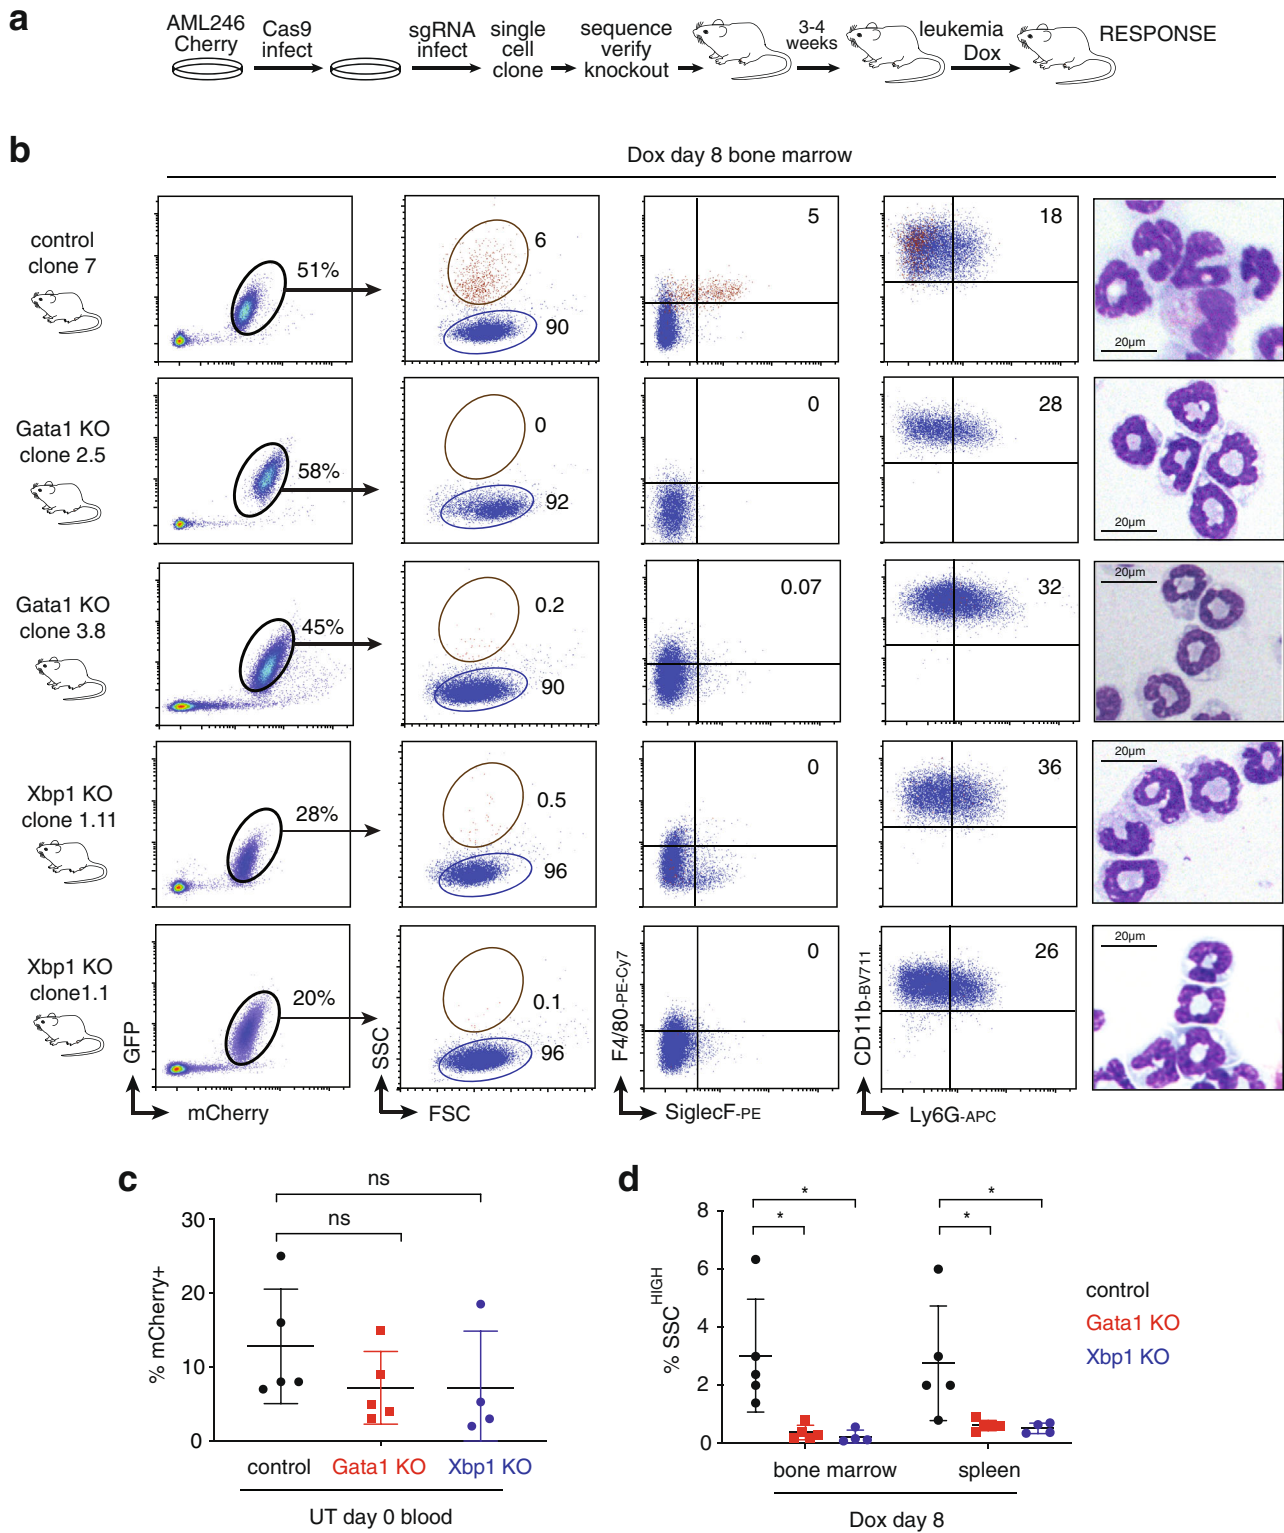 a
AML246
Cherry
Cas9
infect
sgRNA
infect
single
cell
clone
sequence
verify
knockout
3-4
weeks
leukemia
Dox
RESPONSE
b
Dox day 8 bone marrow
control
clone 7
51%
6
90
5
18
20µm
Gata1 KO
clone 2.5
58%
0
92
0
28
20µm
Gata1 KO
clone 3.8
45%
0.2
90
0.07
32
20µm
Xbp1 KO
clone 1.11
28%
0.5
96
0
36
20µm
Xbp1 KO
clone1.1
20%
0.1
96
0
26
20µm
GFP
mCherry
SSC
FSC
F4/80-PE-Cy7
SiglecF-PE
CD11b-BV711
Ly6G-APC
c
ns
ns
% mCherry+
30
20
10
0
control
Gata1 KO
Xbp1 KO
UT day 0 blood
d
* *
* *
% SSC HIGH
8
6
4
2
0
bone marrow
spleen
Dox day 8
control
Gata1 KO
Xbp1 KO